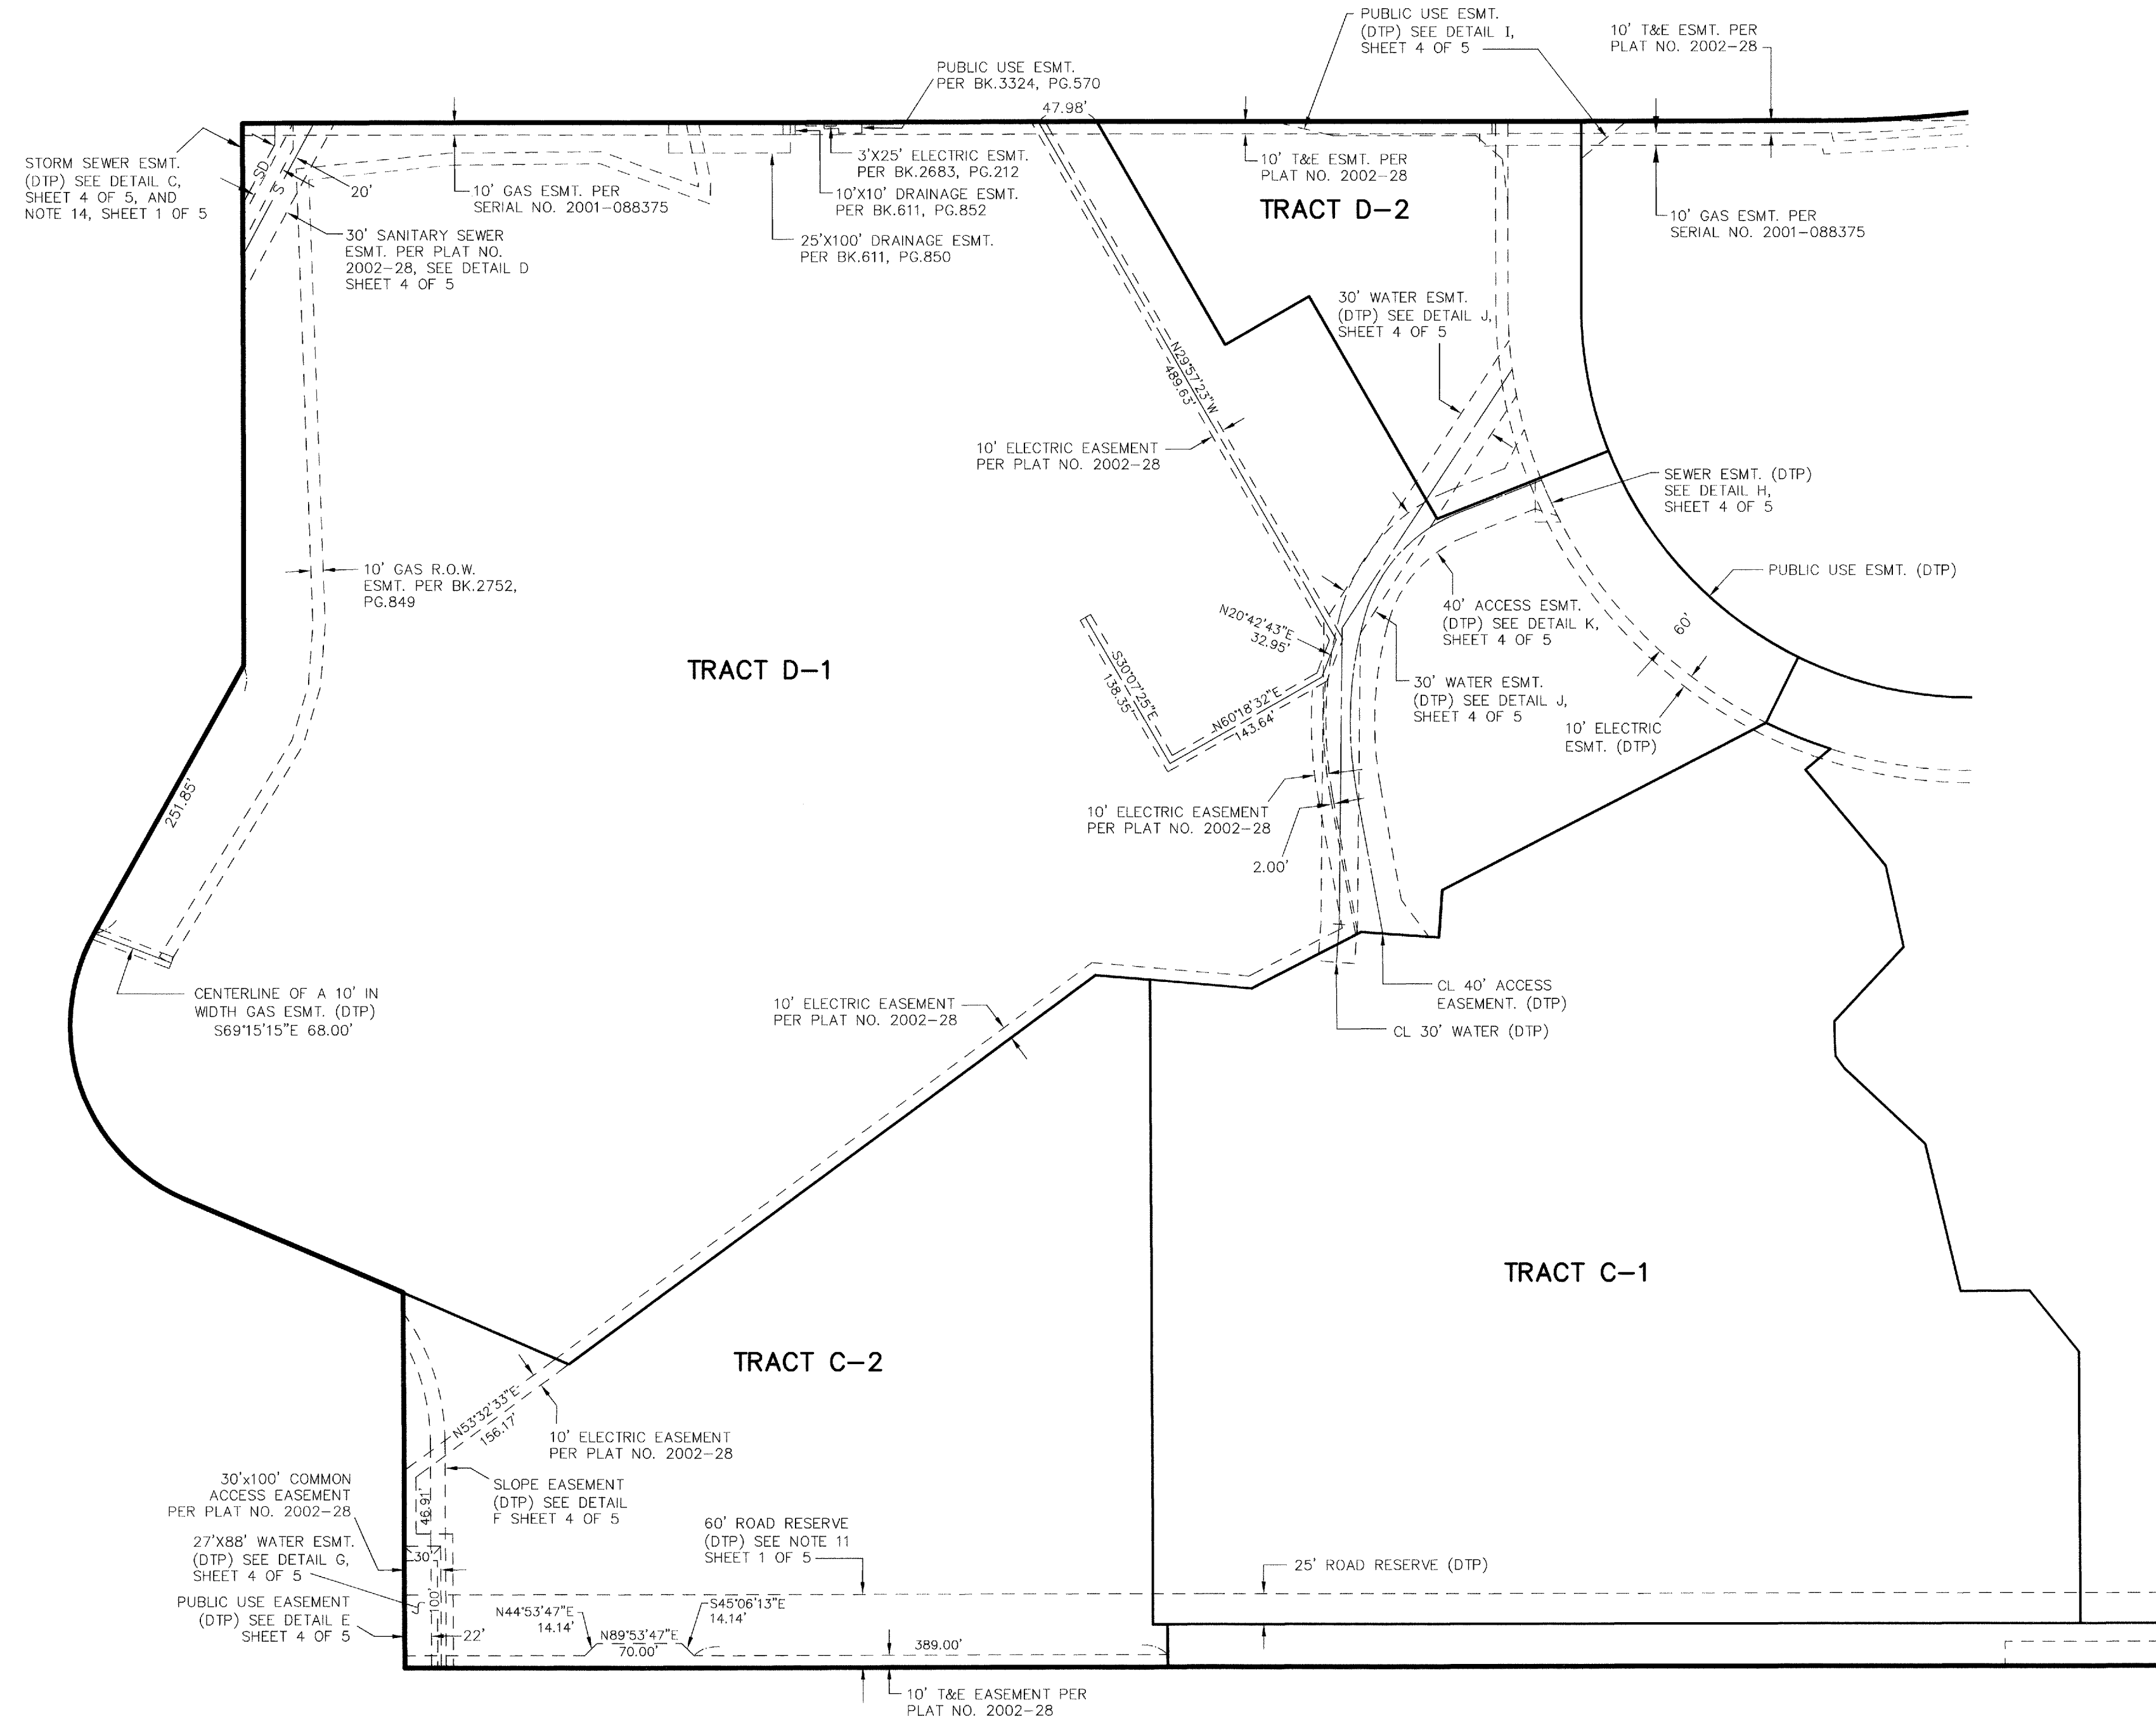 PUBLIC USE ESMT.
(DTP) SEE DETAIL I,
SHEET 4 OF 5
10' T&E ESMT. PER
PLAT NO. 2002-28
PUBLIC USE ESMT.
PER BK.3324, PG.570
47.98'
STORM SEWER ESMT.
(DTP) SEE DETAIL C,
SHEET 4 OF 5, AND
NOTE 14, SHEET 1 OF 5
SD
S
20'
10' GAS ESMT. PER
SERIAL NO. 2001-088375
3'X25' ELECTRIC ESMT.
PER BK.2683, PG.212
10'X10' DRAINAGE ESMT.
PER BK.611, PG.852
25'X100' DRAINAGE ESMT.
PER BK.611, PG.850
10' T&E ESMT. PER
PLAT NO. 2002-28
TRACT D-2
10' GAS ESMT. PER
SERIAL NO. 2001-088375
30' SANITARY SEWER
ESMT. PER PLAT NO.
2002-28, SEE DETAIL D
SHEET 4 OF 5
30' WATER ESMT.
(DTP) SEE DETAIL J,
SHEET 4 OF 5
N29°57'23"W
489.63'
10' ELECTRIC EASEMENT
PER PLAT NO. 2002-28
SEWER ESMT. (DTP)
SEE DETAIL H,
SHEET 4 OF 5
10' GAS R.O.W.
ESMT. PER BK.2752,
PG.849
PUBLIC USE ESMT. (DTP)
40' ACCESS ESMT.
(DTP) SEE DETAIL K,
SHEET 4 OF 5
60'
N20°42'43"E
32.95'
TRACT D-1
S30°07'25"E
138.35'
N60°18'32"E
143.64'
30' WATER ESMT.
(DTP) SEE DETAIL J,
SHEET 4 OF 5
10' ELECTRIC
ESMT. (DTP)
251.85'
10' ELECTRIC EASEMENT
PER PLAT NO. 2002-28
2.00'
CENTERLINE OF A 10' IN
WIDTH GAS ESMT. (DTP)
S69°15'15"E 68.00'
10' ELECTRIC EASEMENT
PER PLAT NO. 2002-28
CL 40' ACCESS
EASEMENT. (DTP)
CL 30' WATER (DTP)
TRACT C-1
TRACT C-2
N53°32'33"E
156.17'
10' ELECTRIC EASEMENT
PER PLAT NO. 2002-28
30'x100' COMMON
ACCESS EASEMENT
PER PLAT NO. 2002-28
46.91'
SLOPE EASEMENT
(DTP) SEE DETAIL
F SHEET 4 OF 5
27'X88' WATER ESMT.
(DTP) SEE DETAIL G,
SHEET 4 OF 5
30'
60' ROAD RESERVE
(DTP) SEE NOTE 11
SHEET 1 OF 5
25' ROAD RESERVE (DTP)
PUBLIC USE EASEMENT
(DTP) SEE DETAIL E
SHEET 4 OF 5
100'
22'
N44°53'47"E
14.14'
N89°53'47"E
70.00'
S45°06'13"E
14.14'
389.00'
10' T&E EASEMENT PER
PLAT NO. 2002-28